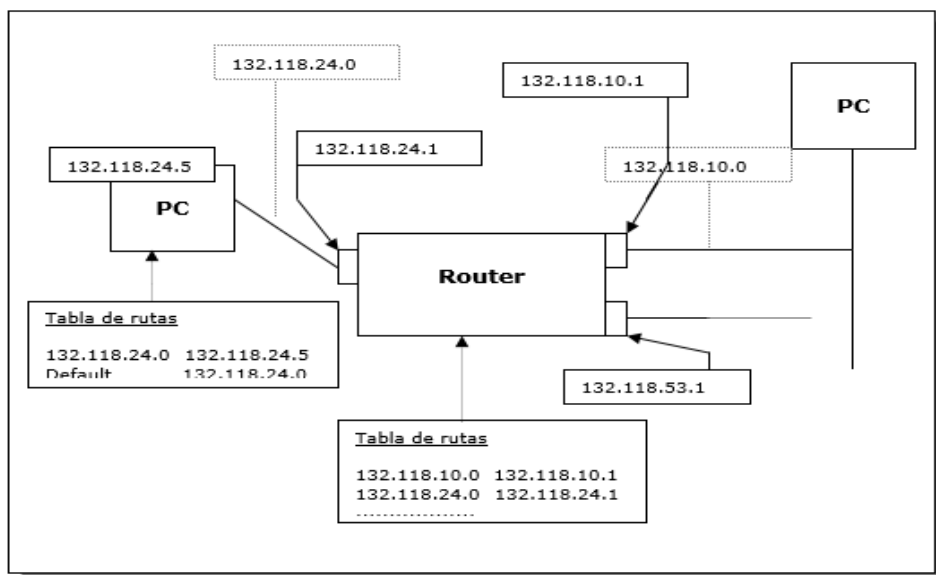 132.118.24.0
132.118.10.1
PC
132.118.24.1
132.118.24.5
132.118.10.0
PC
Router
Tabla de rutas
132.118.24.0 132.118.24.5
Default 132.118.24.0
132.118.53.1
Tabla de rutas
132.118.10.0 132.118.10.1
132.118.24.0 132.118.24.1
.................